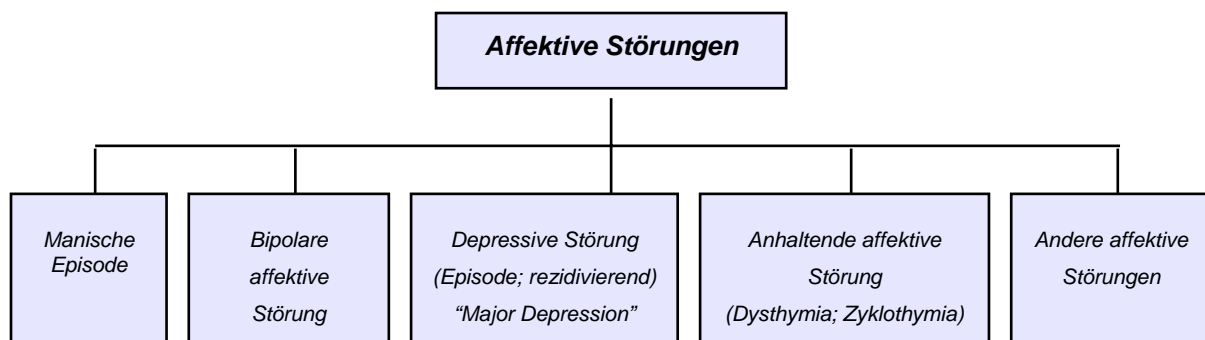 Affektive Störungen
Manische
Episode
Bipolare
affektive
Störung
Depressive Störung
(Episode; rezidivierend)
“Major Depression”
Anhaltende affektive
Störung
(Dysthymia; Zyklothymia)
Andere affektive
Störungen